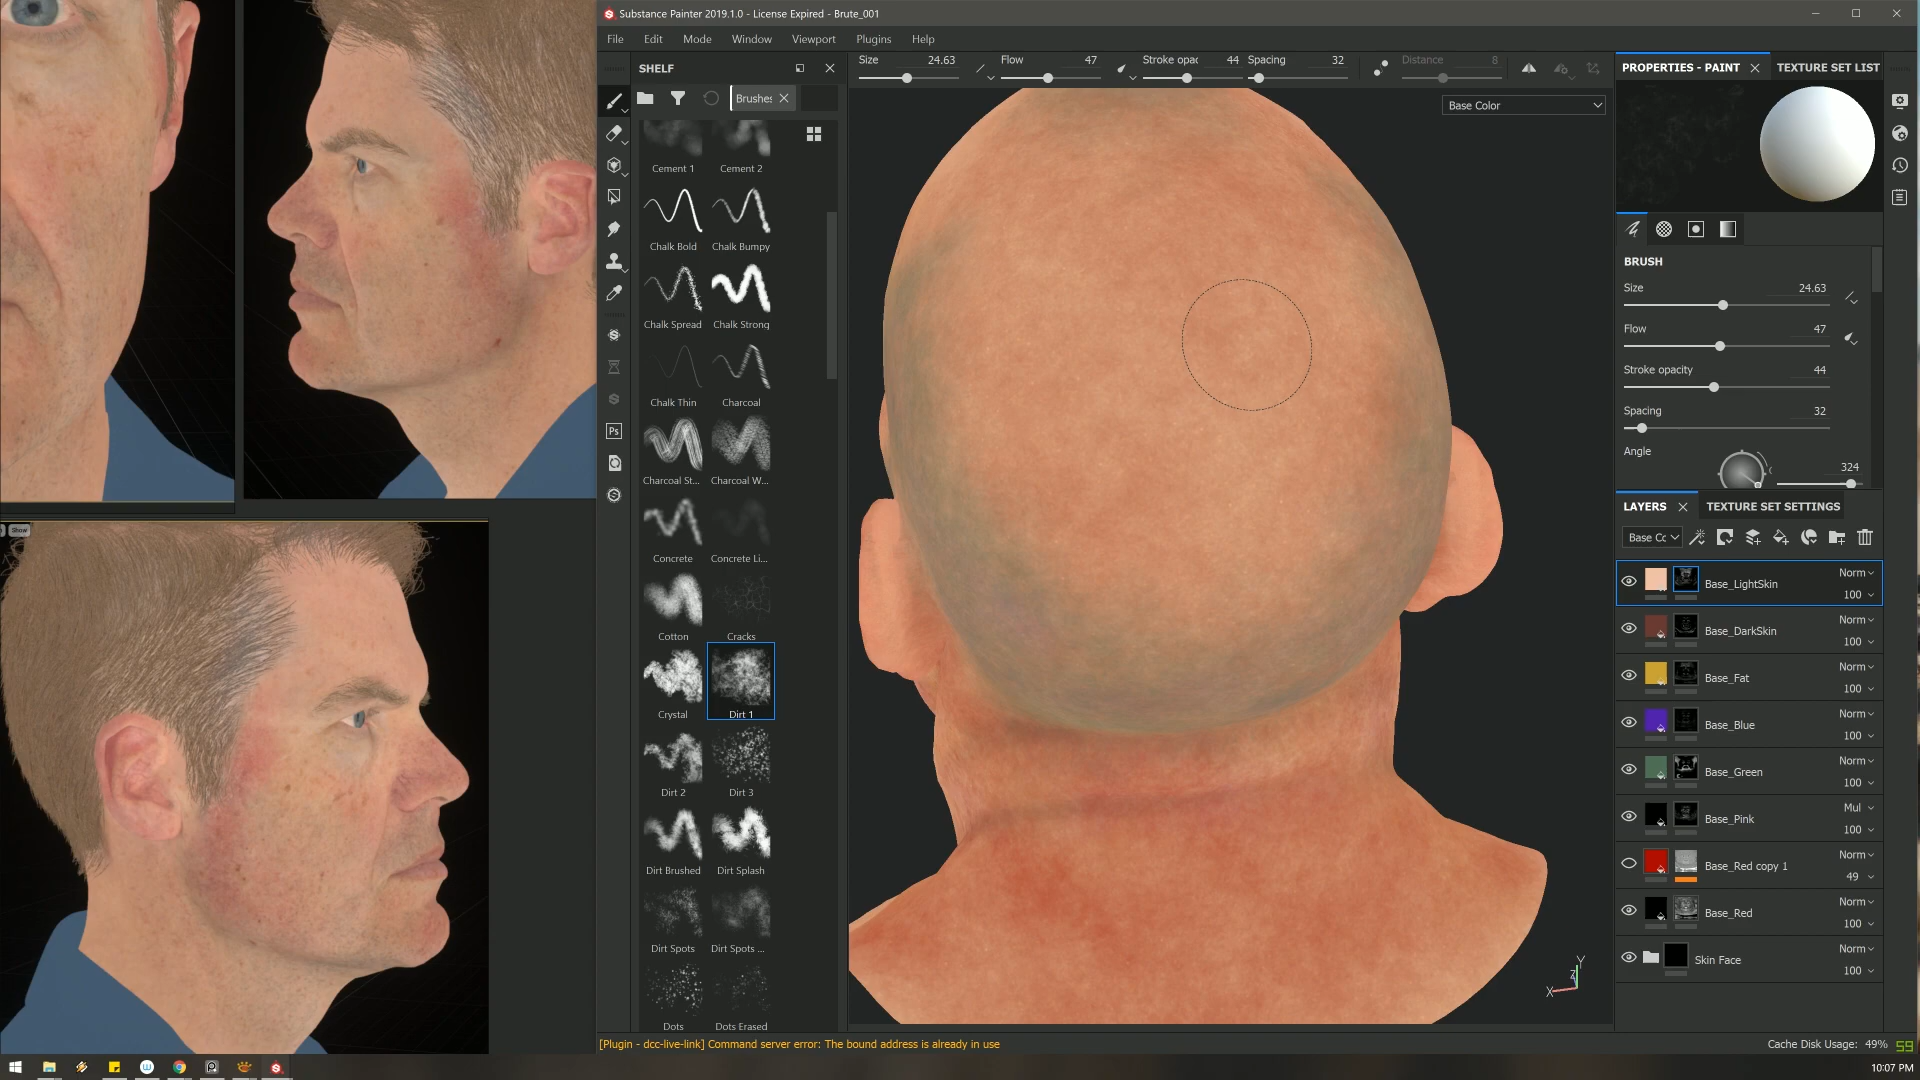 Substance Painter 2019.1.0 - License Expired - Brute_001
File Edit Mode Window Viewport Plugins Help
SHELF
Size 24.63 Flow 47 Stroke opac 44 Spacing 32 Distance 8
Brushes
Base Color
PROPERTIES - PAINT TEXTURE SET LIST
Cement 1 Cement 2
Chalk Bold Chalk Bumpy
Chalk Spread Chalk Strong
Chalk Thin Charcoal
Charcoal St... Charcoal W...
Concrete Concrete Li...
Cotton Cracks
Crystal Dirt 1
Dirt 2 Dirt 3
Dirt Brushed Dirt Splash
Dirt Spots Dirt Spots ...
Dots Dots Erased
Show
Ps
BRUSH
Size 24.63
Flow 47
Stroke opacity 44
Spacing 32
Angle 324
LAYERS TEXTURE SET SETTINGS
Base Cc
Base_LightSkin Norm 100
Base_DarkSkin Norm 100
Base_Fat Norm 100
Base_Blue Norm 100
Base_Green Norm 100
Base_Pink Mul 100
Base_Red copy 1 Norm 49
Base_Red Norm 100
Skin Face Norm 100
Y
Z
X
[Plugin - dcc-live-link] Command server error: The bound address is already in use
Cache Disk Usage: 49% 59
10:07 PM